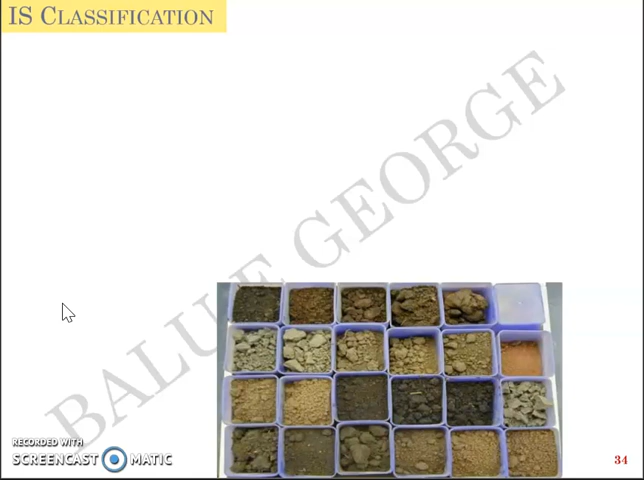 IS CLASSIFICATION
BALU E GEORGE
RECORDED WITH
SCREENCAST MATIC
34